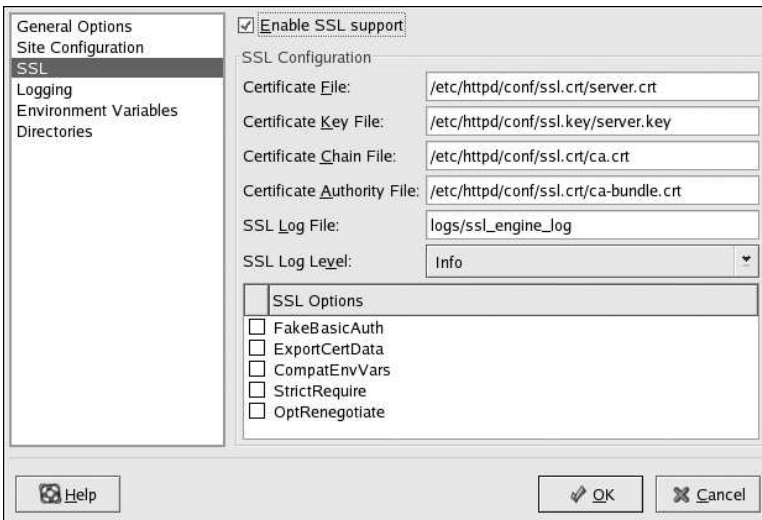 General Options
Site Configuration
SSL
Logging
Environment Variables
Directories
Enable SSL support
SSL Configuration
Certificate File: /etc/httpd/conf/ssl.crt/server.crt
Certificate Key File: /etc/httpd/conf/ssl.key/server.key
Certificate Chain File: /etc/httpd/conf/ssl.crt/ca.crt
Certificate Authority File: /etc/httpd/conf/ssl.crt/ca-bundle.crt
SSL Log File: logs/ssl_engine_log
SSL Log Level: Info
SSL Options
FakeBasicAuth
ExportCertData
CompatEnvVars
StrictRequire
OptRenegotiate
Help
OK
Cancel